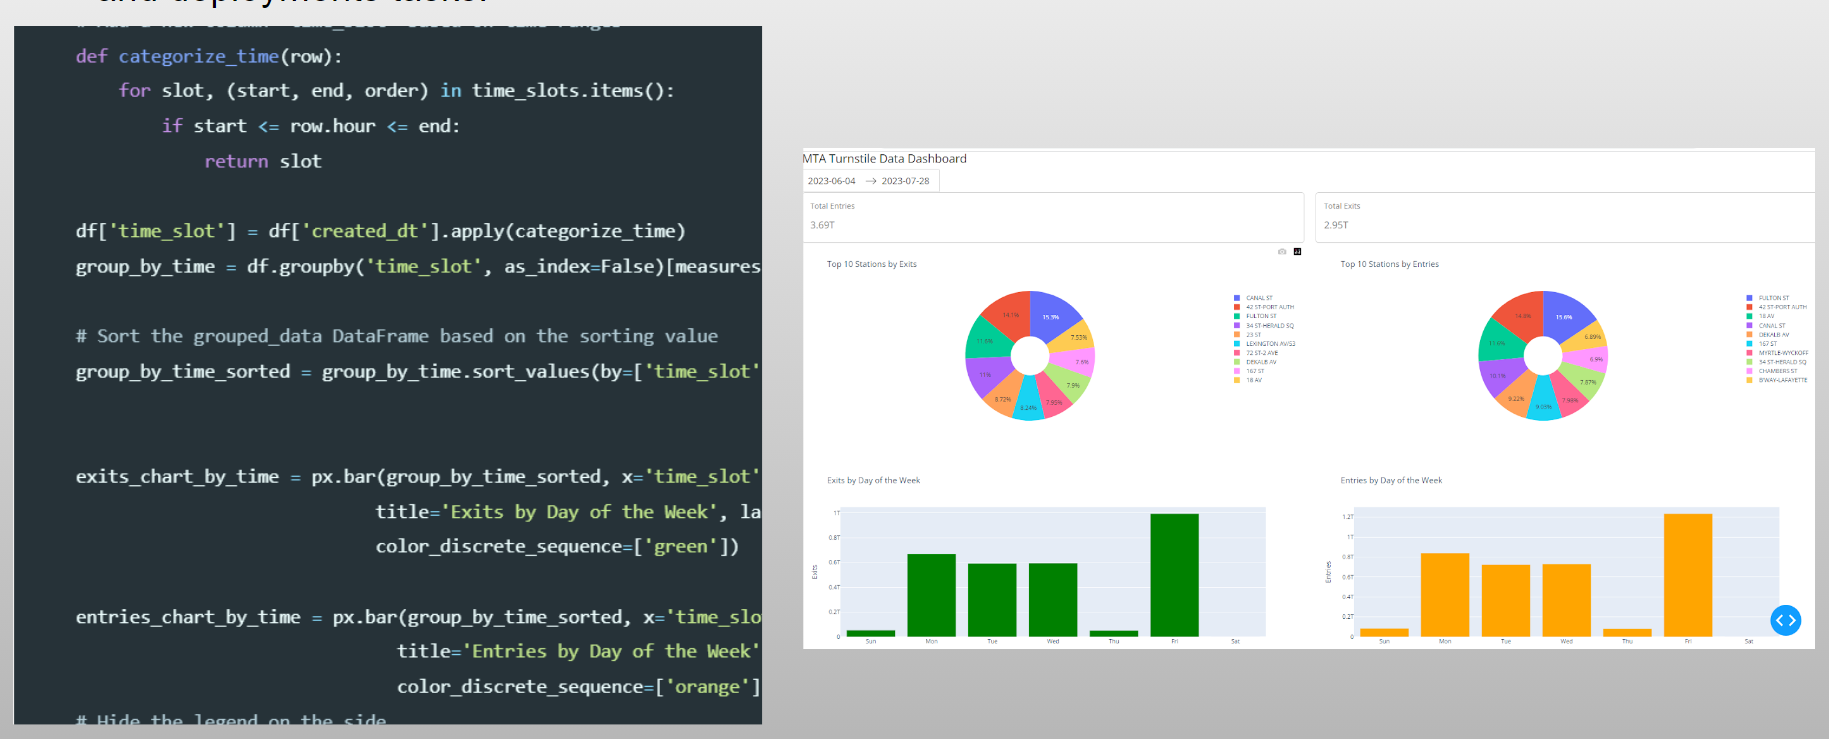 and deployments tasks.
# Add a new column 'time_slot' based on time ranges
def categorize_time(row):
for slot, (start, end, order) in time_slots.items():
if start <= row.hour <= end:
return slot
df['time_slot'] = df['created_dt'].apply(categorize_time)
group_by_time = df.groupby('time_slot', as_index=False)[measures
# Sort the grouped_data DataFrame based on the sorting value
group_by_time_sorted = group_by_time.sort_values(by=['time_slot'
exits_chart_by_time = px.bar(group_by_time_sorted, x='time_slot'
title='Exits by Day of the Week', la
color_discrete_sequence=['green'])
entries_chart_by_time = px.bar(group_by_time_sorted, x='time_slo
title='Entries by Day of the Week'
color_discrete_sequence=['orange']
# Hide the legend on the side
MTA Turnstile Data Dashboard
2023-06-04 → 2023-07-28
Total Entries
3.69T
Total Exits
2.95T
Top 10 Stations by Exits
15.3%
7.53%
7.6%
7.9%
7.95%
8.24%
8.72%
11%
11.6%
14.1%
CANAL ST
42 ST-PORT AUTH
FULTON ST
34 ST-HERALD SQ
23 ST
LEXINGTON AV/53
72 ST-2 AVE
DEKALB AV
167 ST
18 AV
Top 10 Stations by Entries
15.6%
6.89%
6.9%
7.87%
7.98%
9.22%
10.1%
FULTON ST
42 ST-PORT AUTH
18 AV
CANAL ST
DEKALB AV
167 ST
MYRTLE-WYCKOFF
34 ST-HERALD SQ
CHAMBERS ST
B'WAY-LAFAYETTE
Exits by Day of the Week
Exits
1T
0.8T
0.6T
0.4T
0.2T
0
Sun Mon Tue Wed Thu Fri Sat
Entries by Day of the Week
Entries
1.2T
1T
0.8T
0.6T
0.4T
0.2T
0
Sun Mon Tue Wed Thu Fri Sat